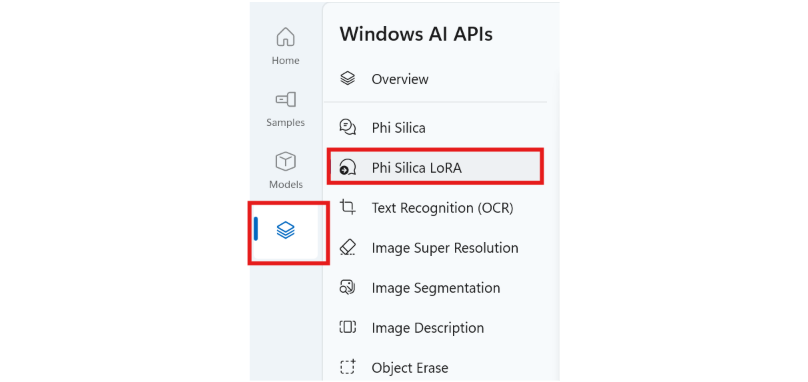 Home
Samples
Models
Windows AI APIs
Overview
Phi Silica
Phi Silica LoRA
Text Recognition (OCR)
Image Super Resolution
Image Segmentation
Image Description
Object Erase